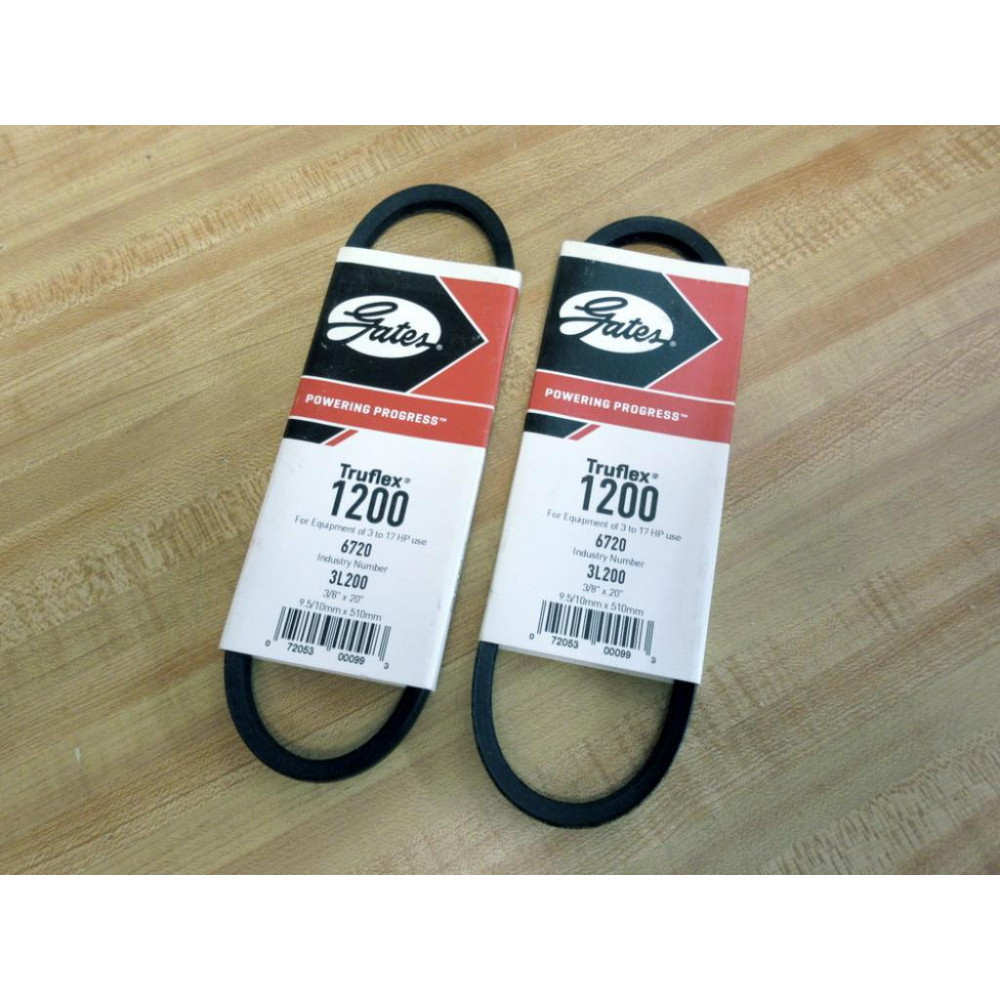 Gates®
POWERING PROGRESS™
Truflex®
1200
For Equipment of 3 to 17 HP use
6720
Industry Number
3L200
3/8" x 20"
9.5/10mm x 510mm
0 72053 00099 3
Gates®
POWERING PROGRESS™
Truflex®
1200
For Equipment of 3 to 17 HP use
6720
Industry Number
3L200
3/8" x 20"
9.5/10mm x 510mm
0 72053 00099 3